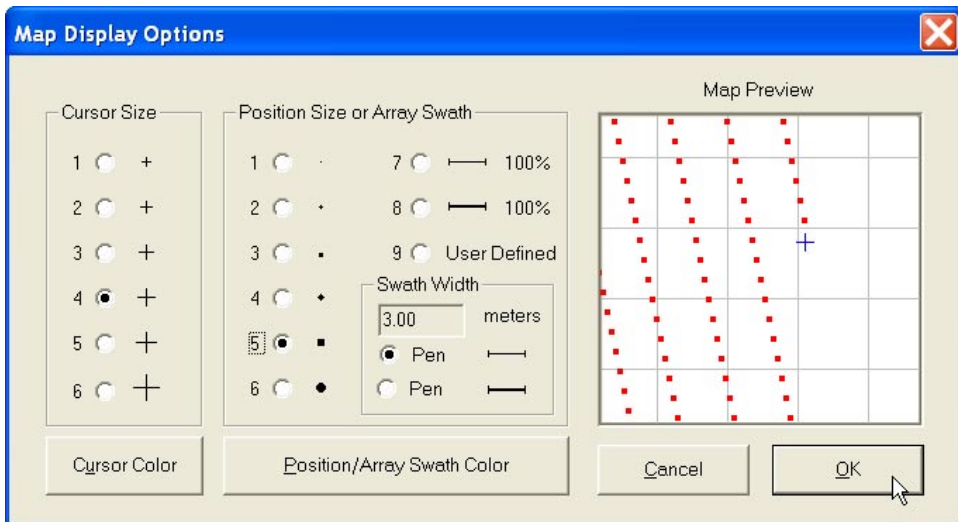 Map Display Options
Cursor Size
1
2
3
4
5
6
Cursor Color
Position Size or Array Swath
1
2
3
4
5
6
7 100%
8 100%
9 User Defined
Swath Width
3.00 meters
Pen
Pen
Position/Array Swath Color
Map Preview
Cancel
OK